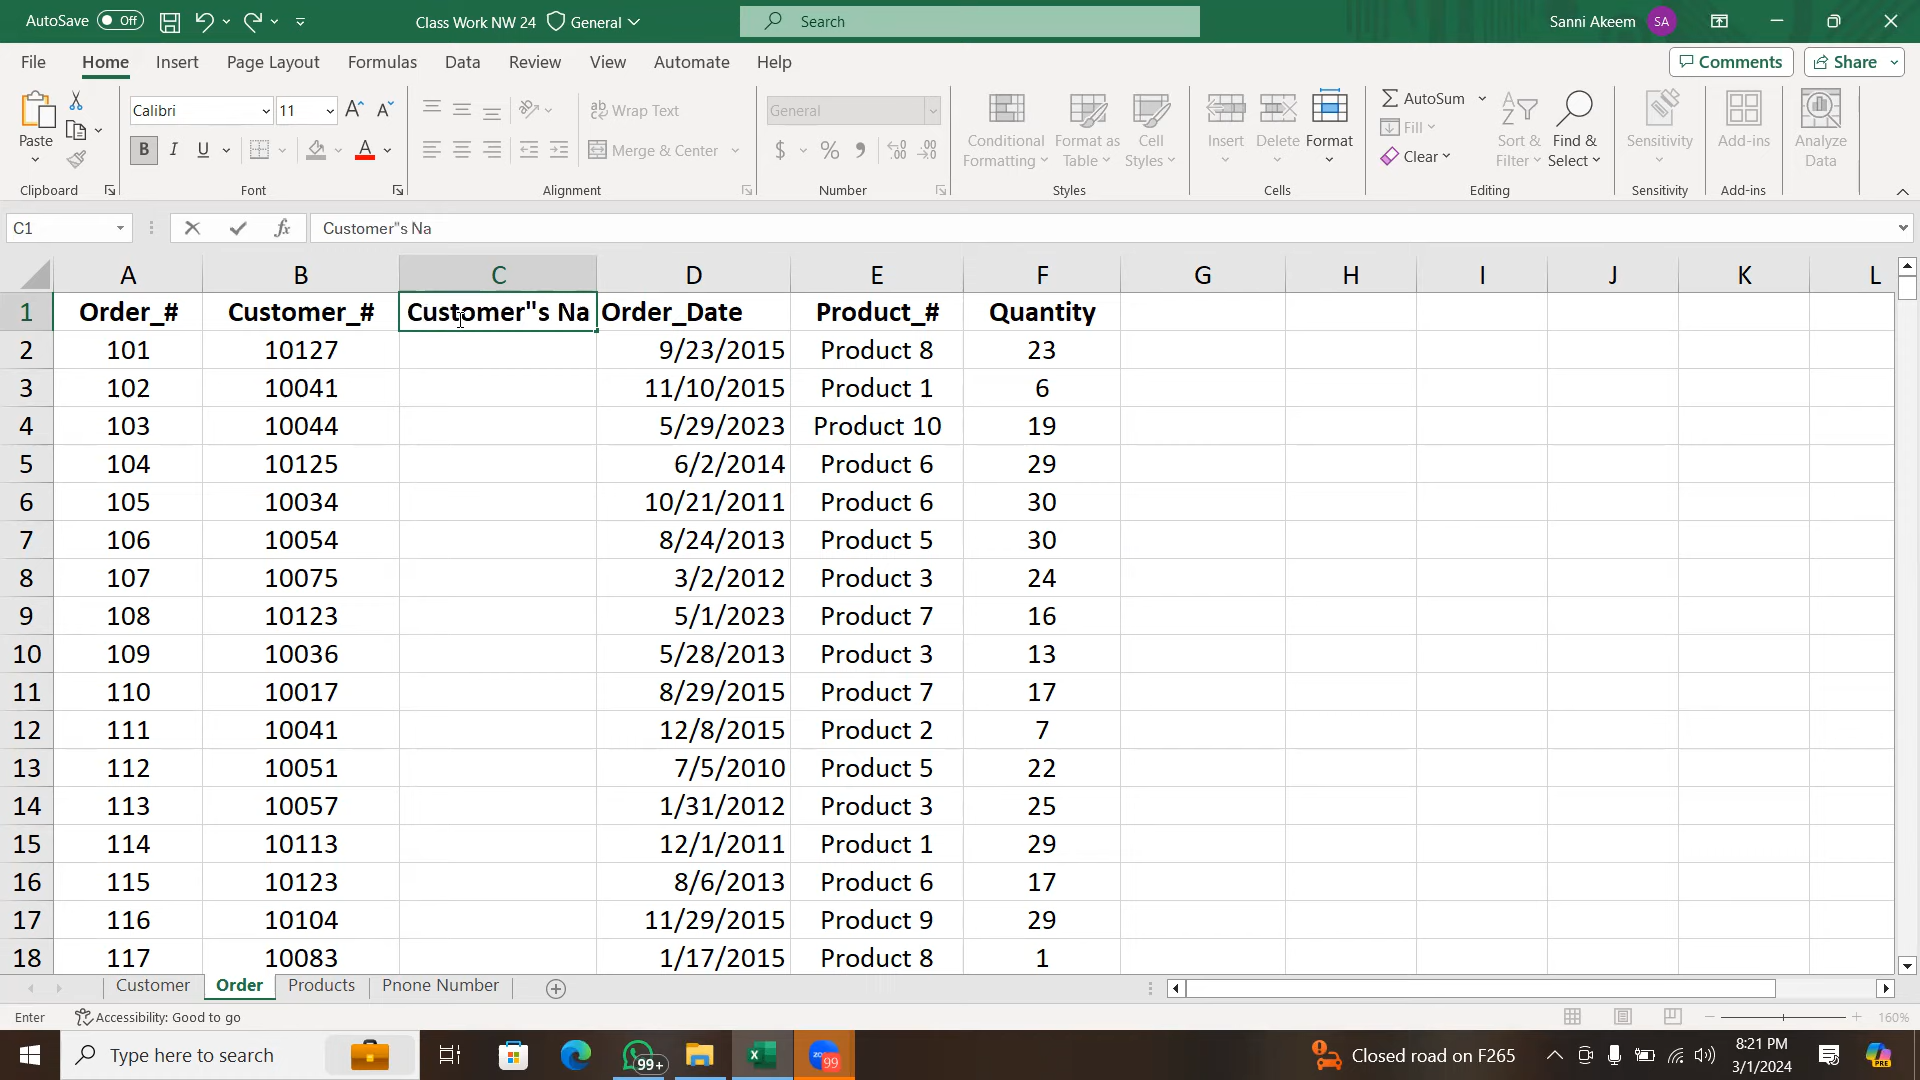 AutoSave Off Class Work NW 24 General Search Sanni Akeem SA
File Home Insert Page Layout Formulas Data Review View Automate Help Comments Share
Paste
Clipboard
Calibri 11
B I U
Font
Wrap Text
Merge & Center
Alignment
General
$ % 9
Number
Conditional Formatting Format as Table Cell Styles
Styles
Insert Delete Format
Cells
AutoSum
Fill
Clear
Sort & Filter Find & Select
Editing
Sensitivity
Sensitivity
Add-ins
Add-ins
Analyze Data
C1 fx Customer"s Na
A B C D E F G H I J K L
1 Order_# Customer_# Customer"s Na Order_Date Product_# Quantity
2 101 10127 9/23/2015 Product 8 23
3 102 10041 11/10/2015 Product 1 6
4 103 10044 5/29/2023 Product 10 19
5 104 10125 6/2/2014 Product 6 29
6 105 10034 10/21/2011 Product 6 30
7 106 10054 8/24/2013 Product 5 30
8 107 10075 3/2/2012 Product 3 24
9 108 10123 5/1/2023 Product 7 16
10 109 10036 5/28/2013 Product 3 13
11 110 10017 8/29/2015 Product 7 17
12 111 10041 12/8/2015 Product 2 7
13 112 10051 7/5/2010 Product 5 22
14 113 10057 1/31/2012 Product 3 25
15 114 10113 12/1/2011 Product 1 29
16 115 10123 8/6/2013 Product 6 17
17 116 10104 11/29/2015 Product 9 29
18 117 10083 1/17/2015 Product 8 1
Customer Order Products Pnone Number
Enter Accessibility: Good to go 160%
Type here to search 99+ zoom 99 Closed road on F265 8:21 PM
3/1/2024 PRE